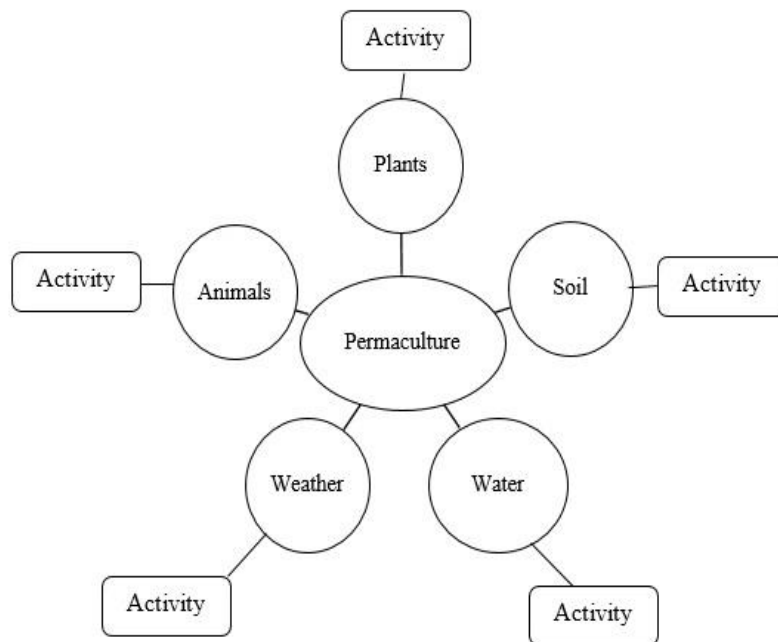 Activity
Plants
Animals
Activity
Soil
Activity
Permaculture
Weather
Water
Activity
Activity